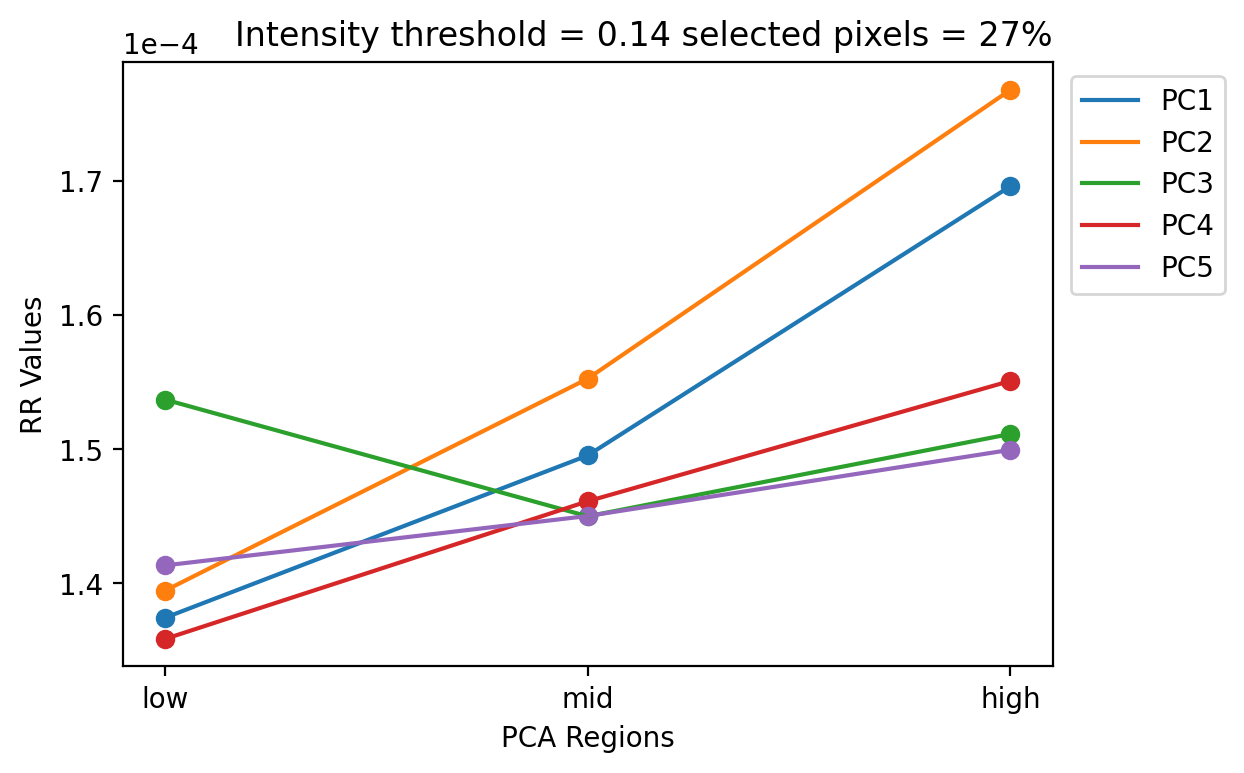 1e−4
Intensity threshold = 0.14 selected pixels = 27%
PC1
PC2
PC3
PC4
PC5
RR Values
1.7
1.6
1.5
1.4
low mid high
PCA Regions